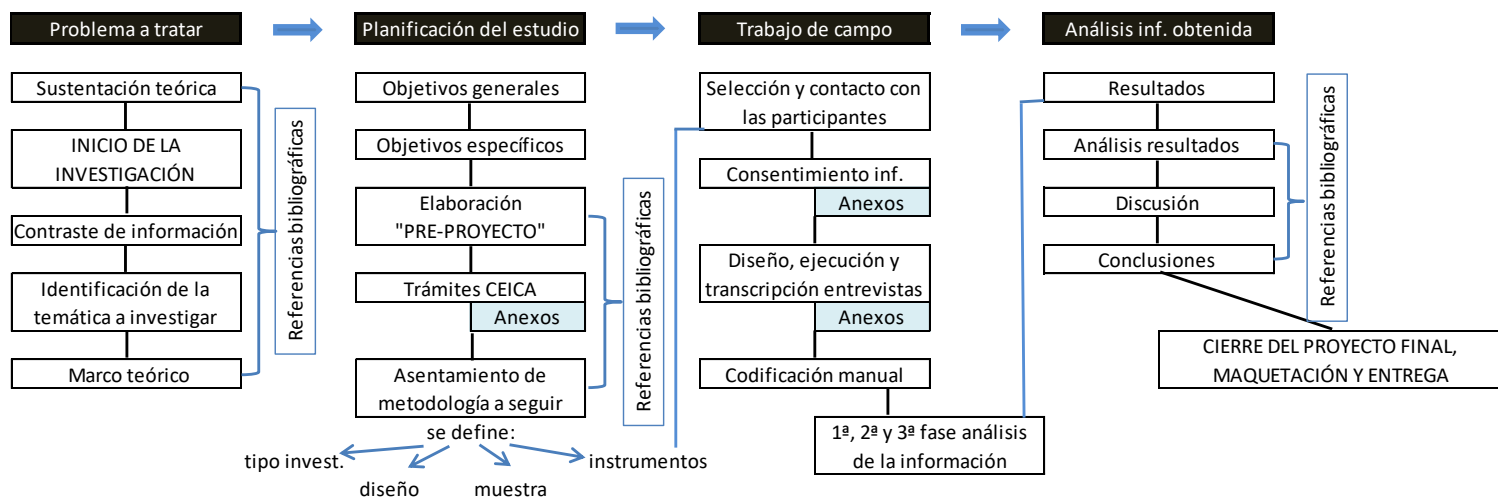 Problema a tratar
Sustentación teórica
INICIO DE LA
INVESTIGACIÓN
Contraste de información
Identificación de la
temática a investigar
Marco teórico
Referencias bibliográficas
Planificación del estudio
Objetivos generales
Objetivos específicos
Elaboración
"PRE-PROYECTO"
Trámites CEICA
Anexos
Asentamiento de
metodología a seguir
se define:
tipo invest.
diseño
muestra
instrumentos
Referencias bibliográficas
Trabajo de campo
Selección y contacto con
las participantes
Consentimiento inf.
Anexos
Diseño, ejecución y
transcripción entrevistas
Anexos
Codificación manual
1ª, 2ª y 3ª fase análisis
de la información
Análisis inf. obtenida
Resultados
Análisis resultados
Discusión
Conclusiones
Referencias bibliográficas
CIERRE DEL PROYECTO FINAL,
MAQUETACIÓN Y ENTREGA